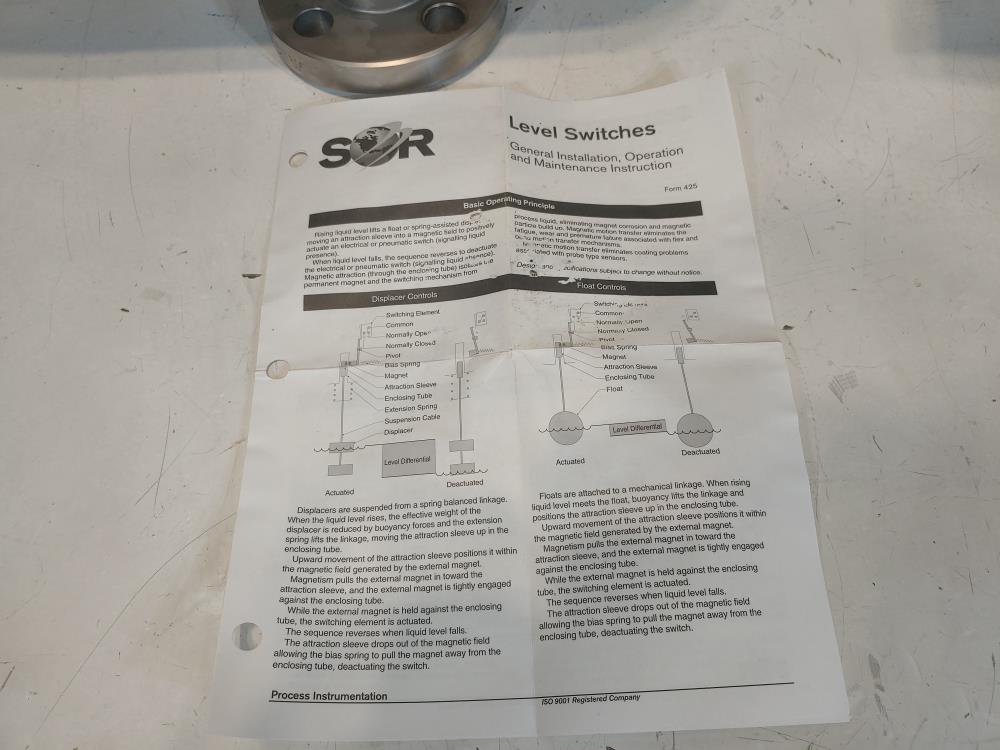 SOR
Level Switches
General Installation, Operation
and Maintenance Instruction
Form 425
Basic Operating Principle
Rising liquid level lifts a float or spring-assisted
moving an attraction sleeve into a magnetic field to positively
actuate an electrical or pneumatic switch (signalling liquid
presence).
When liquid level falls, the sequence reverses to deactuate
the electrical or pneumatic switch (signalling liquid absence).
Magnetic attraction (through the enclosing tube) isolates the
permanent magnet and the switching mechanism from
process liquid, eliminating magnet corrosion and magnetic
particle build up. Magnetic motion transfer eliminates the
fatigue, wear and premature failure associated with flex and
motion transfer mechanisms.
motion transfer eliminates coating problems
associated with probe type sensors.
Design and specifications subject to change without notice.
Displacer Controls
Switching Element
Common
Normally Open
Normally Closed
Pivot
Bias Spring
Magnet
Attraction Sleeve
Enclosing Tube
Extension Spring
Suspension Cable
Displacer
Level Differential
Actuated
Deactuated
Displacers are suspended from a spring balanced linkage.
When the liquid level rises, the effective weight of the
displacer is reduced by buoyancy forces and the extension
spring lifts the linkage, moving the attraction sleeve up in the
enclosing tube.
Upward movement of the attraction sleeve positions it within
the magnetic field generated by the external magnet.
Magnetism pulls the external magnet in toward the
attraction sleeve, and the external magnet is tightly engaged
against the enclosing tube.
While the external magnet is held against the enclosing
tube, the switching element is actuated.
The sequence reverses when liquid level falls.
The attraction sleeve drops out of the magnetic field
allowing the bias spring to pull the magnet away from the
enclosing tube, deactuating the switch.
Float Controls
Switching
Common
Normally Open
Normally Closed
Pivot
Bias Spring
Magnet
Attraction Sleeve
Enclosing Tube
Float
Level Differential
Actuated
Deactuated
Floats are attached to a mechanical linkage. When rising
liquid level meets the float, buoyancy lifts the linkage and
positions the attraction sleeve up in the enclosing tube.
Upward movement of the attraction sleeve positions it within
the magnetic field generated by the external magnet.
Magnetism pulls the external magnet in toward the
attraction sleeve, and the external magnet is tightly engaged
against the enclosing tube.
While the external magnet is held against the enclosing
tube, the switching element is actuated.
The sequence reverses when liquid level falls.
The attraction sleeve drops out of the magnetic field
allowing the bias spring to pull the magnet away from the
enclosing tube, deactuating the switch.
Process Instrumentation
ISO 9001 Registered Company